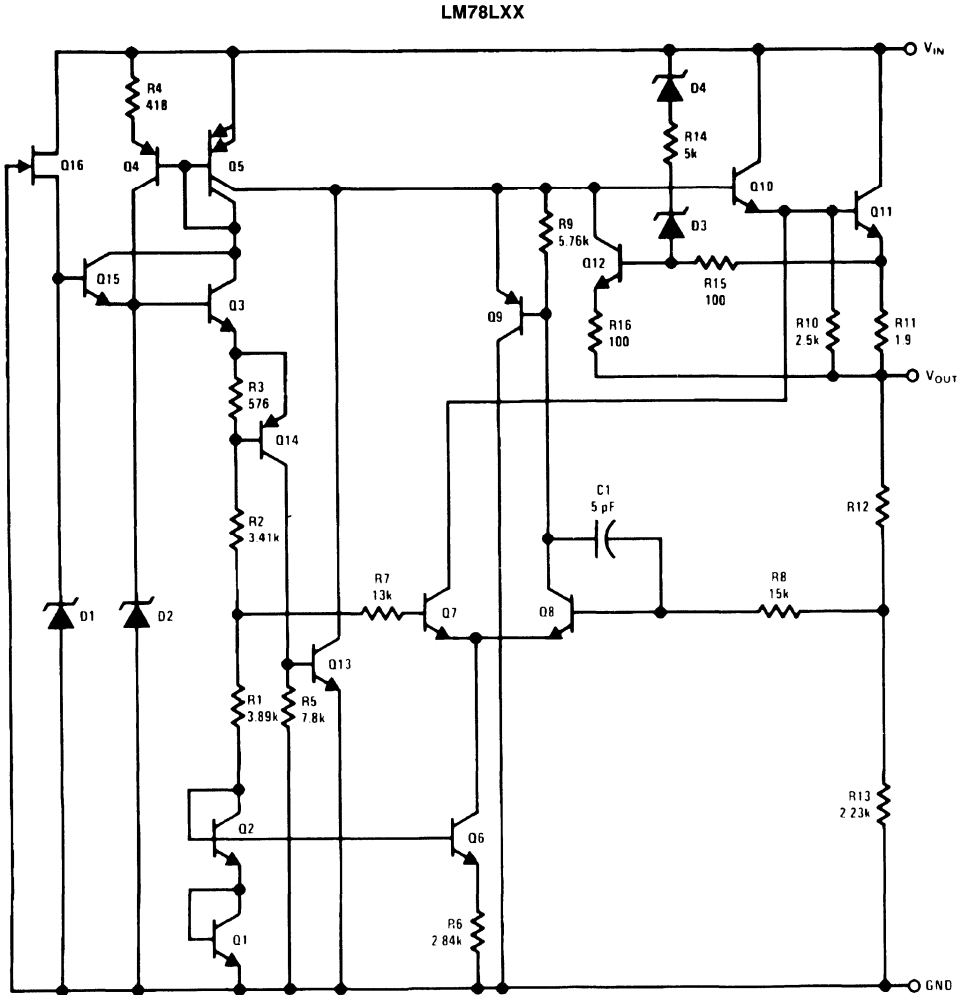 LM78LXX
VIN
R4
418
D4
R14
5k
Q16
Q4
Q5
Q10
Q11
R9
5.76k
D3
Q12
Q15
R15
100
Q3
Q9
R16
100
R10
2.5k
R11
1.9
R3
576
VOUT
Q14
C1
5 pF
R2
3.41k
R12
R7
13k
R8
15k
D1
D2
Q7
Q8
Q13
R1
3.89k
R5
7.8k
R13
2 23k
Q2
Q6
R6
2 84k
Q1
GND